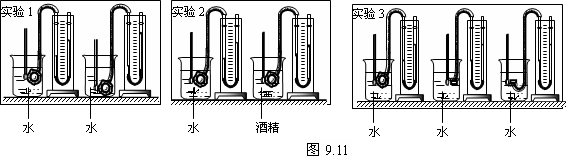 实验1 实验2 实验3
水 水 水 酒精 水 水 水
图 9.11